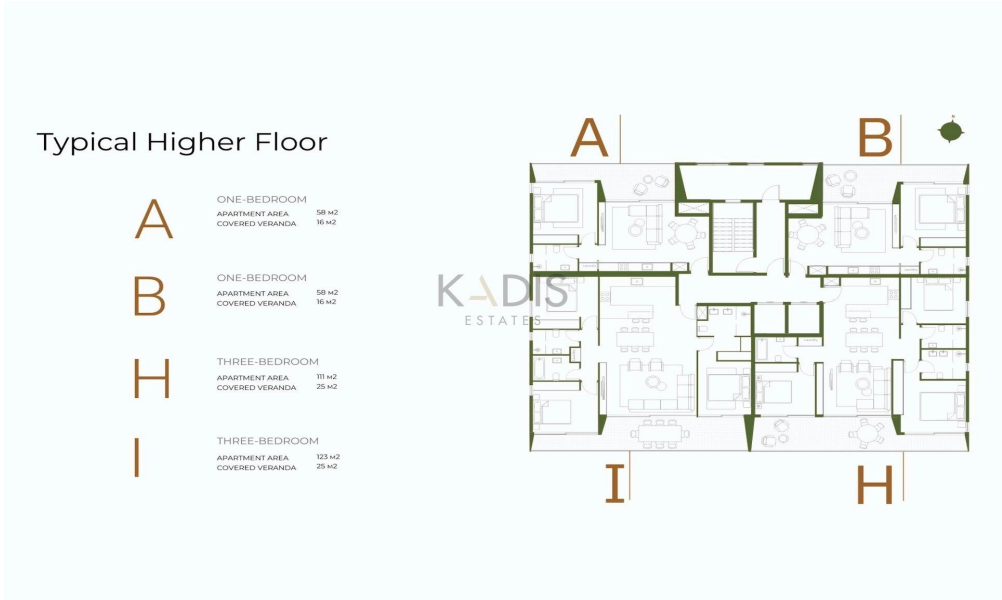 Typical Higher Floor
A
ONE-BEDROOM
APARTMENT AREA 58 M2
COVERED VERANDA 16 M2
B
ONE-BEDROOM
APARTMENT AREA 58 M2
COVERED VERANDA 16 M2
H
THREE-BEDROOM
APARTMENT AREA 111 M2
COVERED VERANDA 25 M2
I
THREE-BEDROOM
APARTMENT AREA 123 M2
COVERED VERANDA 25 M2
A
B
N
KADIS
ESTATES
I
H